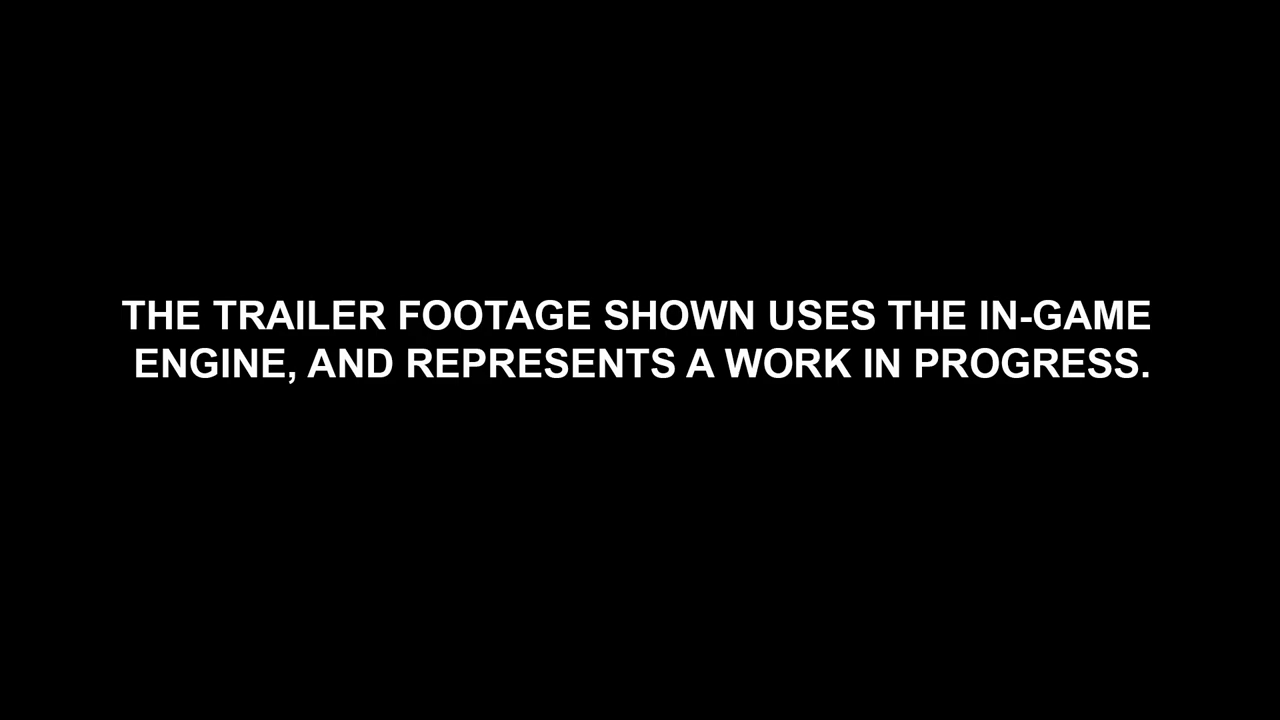 THE TRAILER FOOTAGE SHOWN USES THE IN-GAME
ENGINE, AND REPRESENTS A WORK IN PROGRESS.